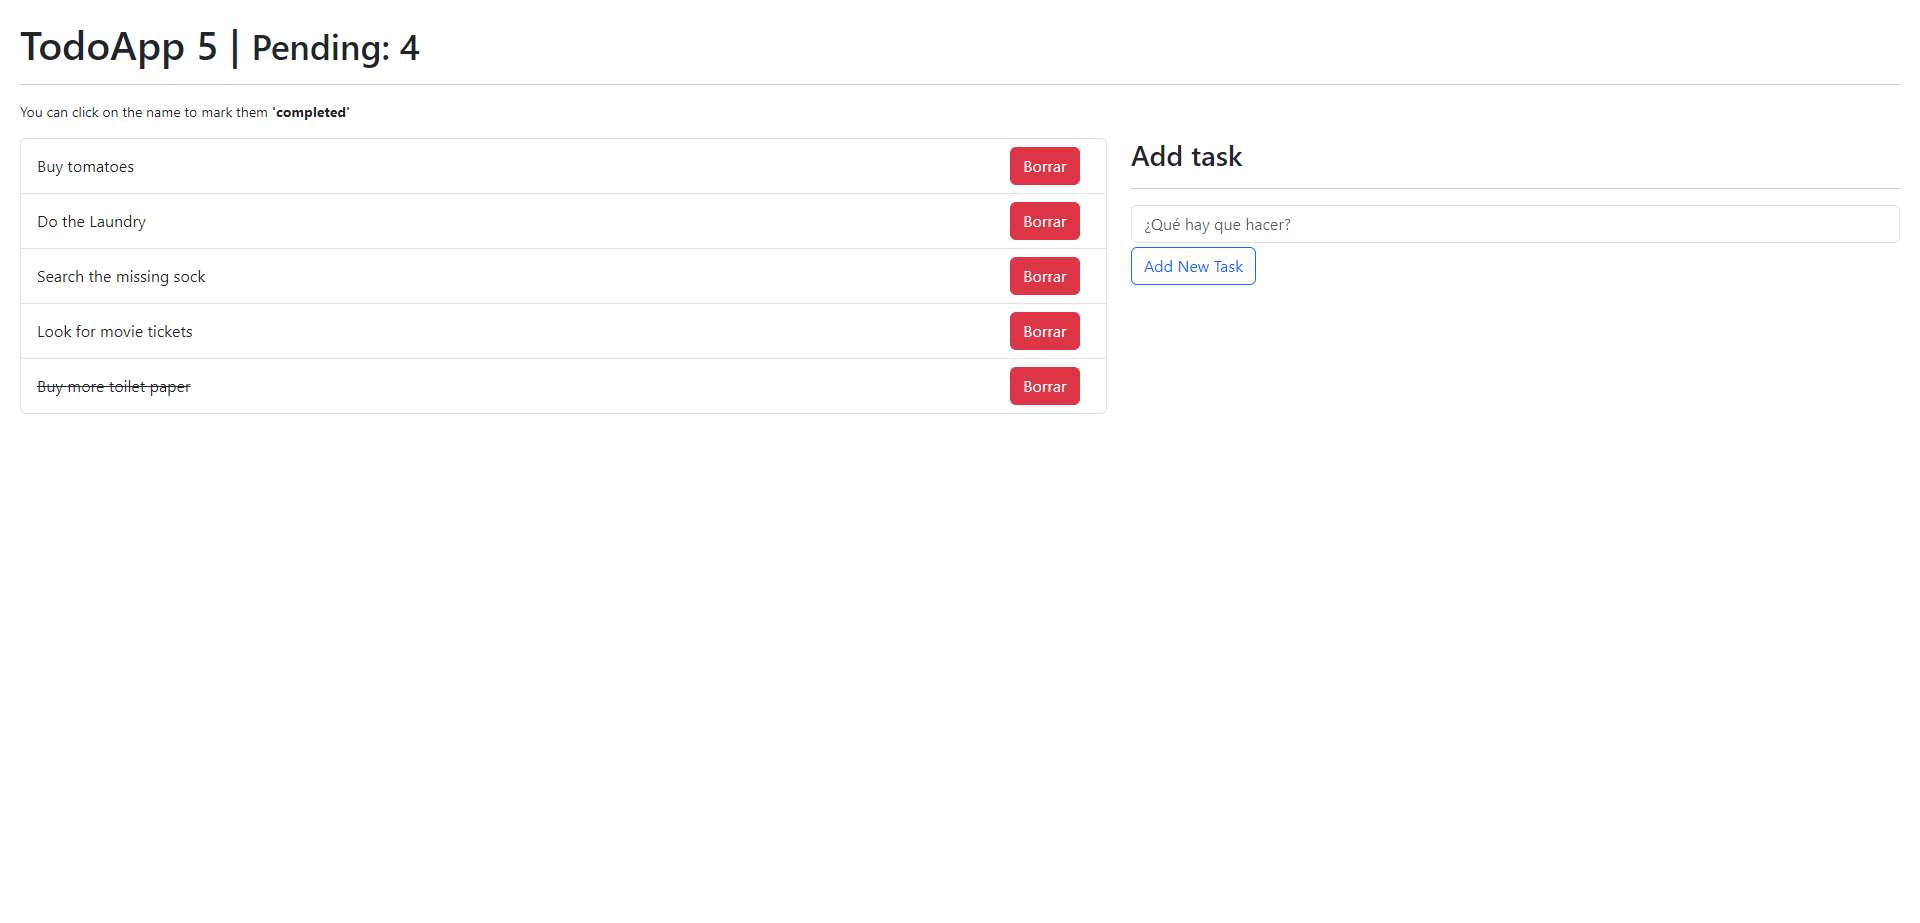 TodoApp 5 | Pending: 4
You can click on the name to mark them 'completed'
Buy tomatoes
Borrar
Do the Laundry
Borrar
Search the missing sock
Borrar
Look for movie tickets
Borrar
Buy more toilet paper
Borrar
Add task
¿Qué hay que hacer?
Add New Task